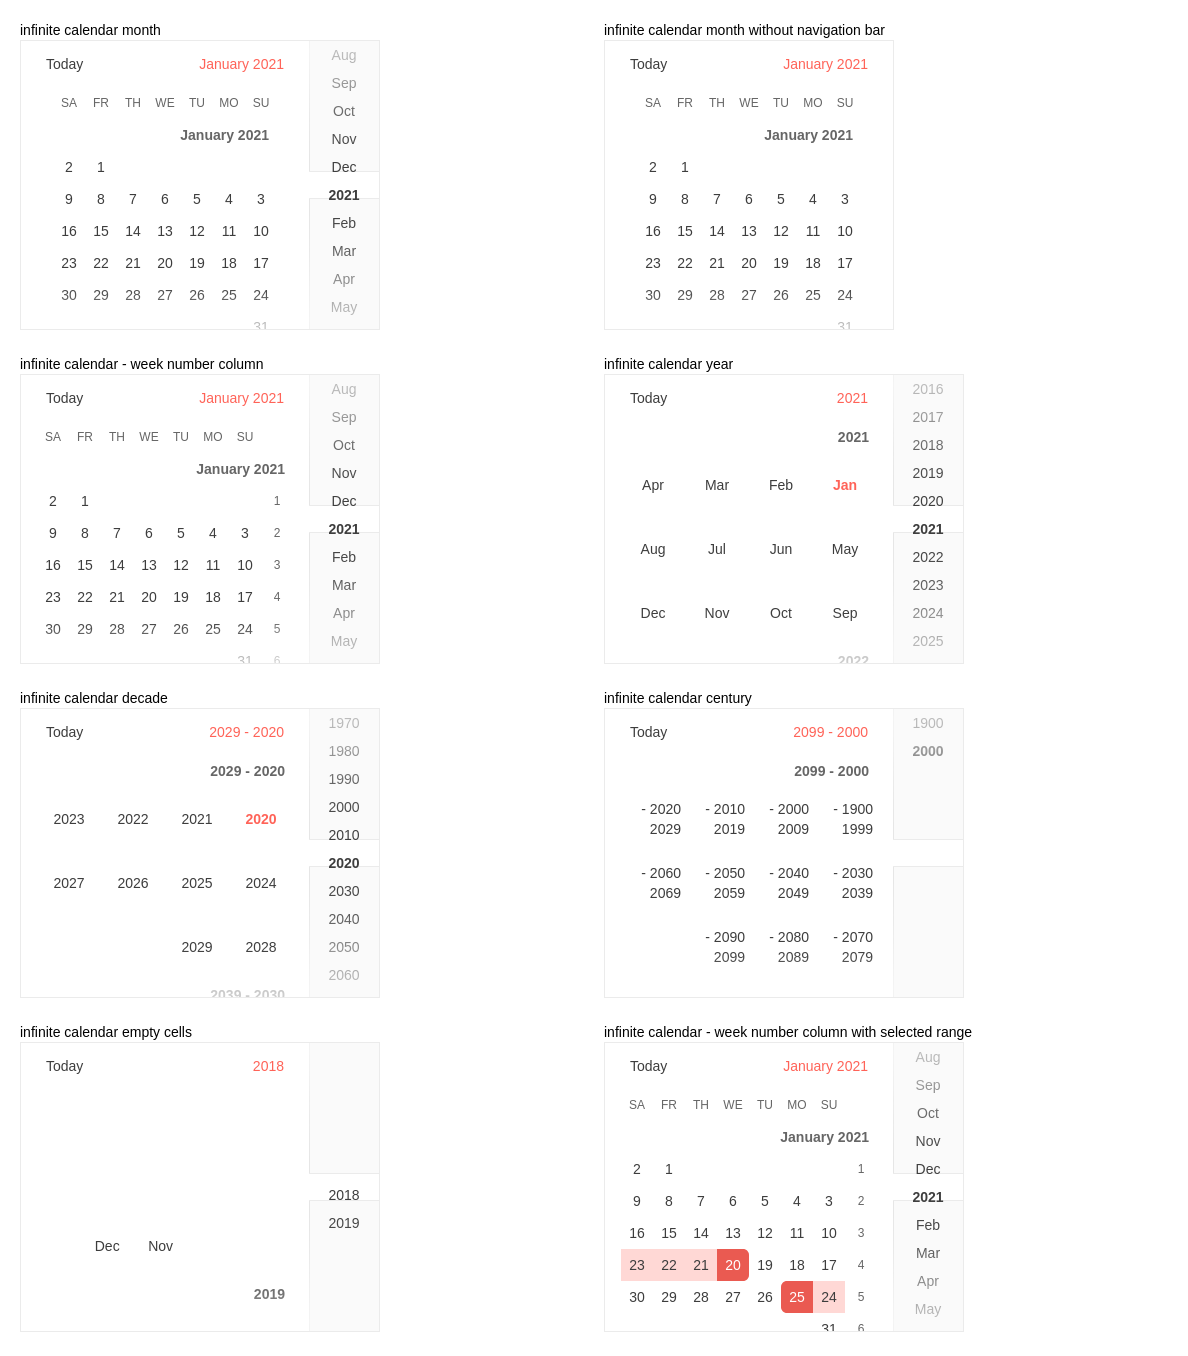 infinite calendar month
Today January 2021
SA FR TH WE TU MO SU
January 2021
2 1
9 8 7 6 5 4 3
16 15 14 13 12 11 10
23 22 21 20 19 18 17
30 29 28 27 26 25 24
31
Aug
Sep
Oct
Nov
Dec
2021
Feb
Mar
Apr
May
infinite calendar month without navigation bar
Today January 2021
SA FR TH WE TU MO SU
January 2021
2 1
9 8 7 6 5 4 3
16 15 14 13 12 11 10
23 22 21 20 19 18 17
30 29 28 27 26 25 24
31
infinite calendar - week number column
Today January 2021
SA FR TH WE TU MO SU
January 2021
2 1 1
9 8 7 6 5 4 3 2
16 15 14 13 12 11 10 3
23 22 21 20 19 18 17 4
30 29 28 27 26 25 24 5
31 6
Aug
Sep
Oct
Nov
Dec
2021
Feb
Mar
Apr
May
infinite calendar year
Today 2021
2021
Apr Mar Feb Jan
Aug Jul Jun May
Dec Nov Oct Sep
2022
2016
2017
2018
2019
2020
2021
2022
2023
2024
2025
infinite calendar decade
Today 2029 - 2020
2029 - 2020
2023 2022 2021 2020
2027 2026 2025 2024
2029 2028
2039 - 2030
1970
1980
1990
2000
2010
2020
2030
2040
2050
2060
infinite calendar century
Today 2099 - 2000
2099 - 2000
- 2020 - 2010 - 2000 - 1900
2029 2019 2009 1999
- 2060 - 2050 - 2040 - 2030
2069 2059 2049 2039
- 2090 - 2080 - 2070
2099 2089 2079
1900
2000
infinite calendar empty cells
Today 2018
Dec Nov
2019
2018
2019
infinite calendar - week number column with selected range
Today January 2021
SA FR TH WE TU MO SU
January 2021
2 1 1
9 8 7 6 5 4 3 2
16 15 14 13 12 11 10 3
23 22 21 20 19 18 17 4
30 29 28 27 26 25 24 5
31 6
Aug
Sep
Oct
Nov
Dec
2021
Feb
Mar
Apr
May